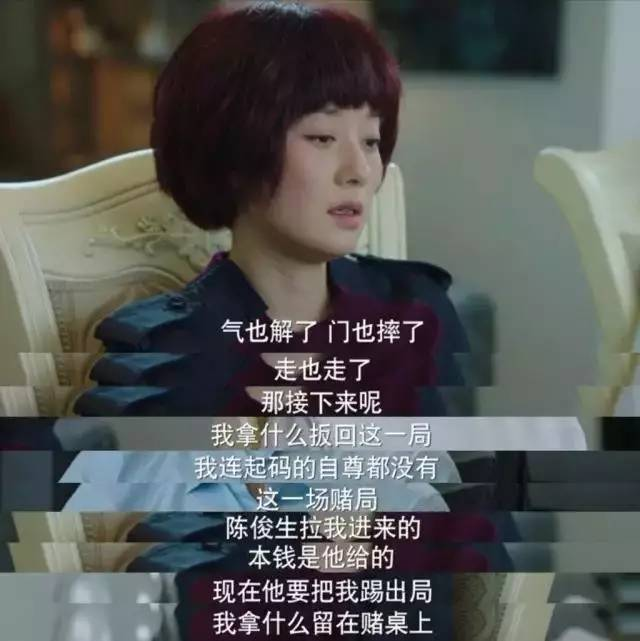 气也解了 门也摔了
走也走了
那接下来呢
我拿什么扳回这一局
我连起码的自尊都没有
这一场赌局
陈俊生拉我进来的
本钱是他给的
现在他要把我踢出局
我拿什么留在赌桌上